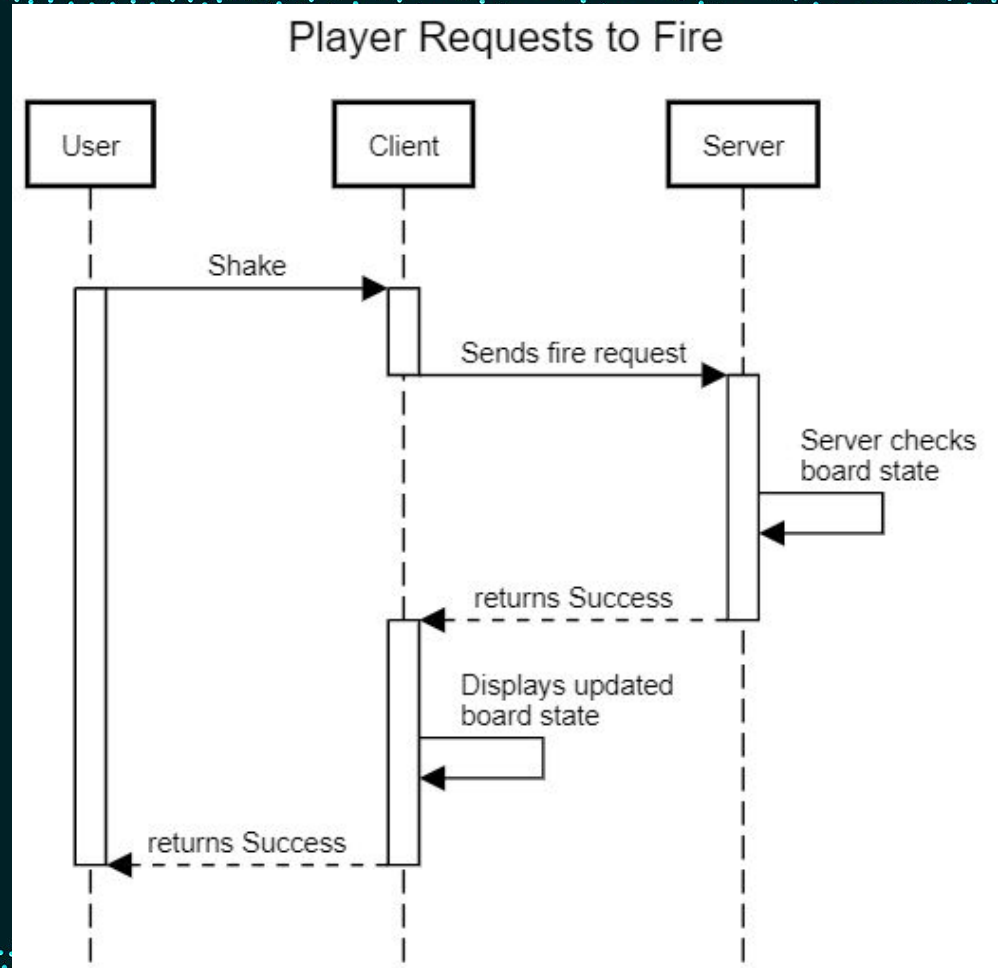 Player Requests to Fire
User
Client
Server
Shake
Sends fire request
Server checks
board state
returns Success
Displays updated
board state
returns Success